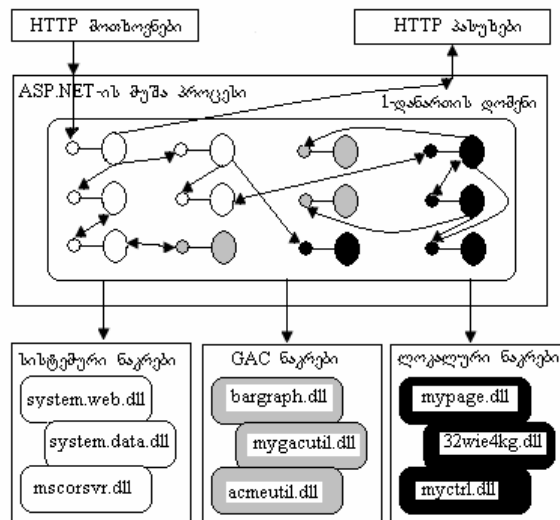 HTTP მოთხოვნები
HTTP პასუხები
ASP.NET-ის მუშა პროცესი
1-დანართის დომენი
სისტემური ნაკრები
system.web.dll
system.data.dll
mscorsvr.dll
GAC ნაკრები
bargraph.dll
mygacutil.dll
acmeutil.dll
ლოკალური ნაკრები
mypage.dll
32wie4kg.dll
myctrl.dll